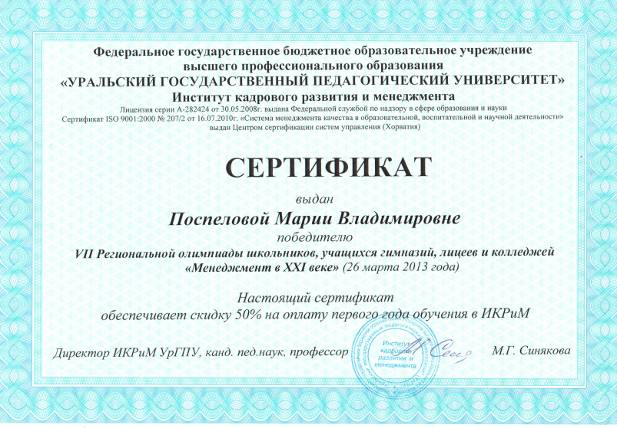 Федеральное государственное бюджетное образовательное учреждение
высшего профессионального образования
«УРАЛЬСКИЙ ГОСУДАРСТВЕННЫЙ ПЕДАГОГИЧЕСКИЙ УНИВЕРСИТЕТ»
Институт кадрового развития и менеджмента
Лицензия серии А-282424 от 30.05.2008г. выдана Федеральной службой по надзору в сфере образования и науки
Сертификат ISO 9001:2000 № 207/2 от 16.07.2010г. «Система менеджмента качества в образовательной, воспитательной и научной деятельности»
выдан Центром сертификации систем управления (Хорватия)
СЕРТИФИКАТ
выдан
Поспеловой Марии Владимировне
победителю
VII Региональной олимпиады школьников, учащихся гимназий, лицеев и колледжей
«Менеджмент в XXI веке» (26 марта 2013 года)
Настоящий сертификат
обеспечивает скидку 50% на оплату первого года обучения в ИКРиМ
Директор ИКРиМ УрГПУ, канд. пед.наук, профессор М.Г. Синякова
Институт
кадрового
развития и
менеджмента